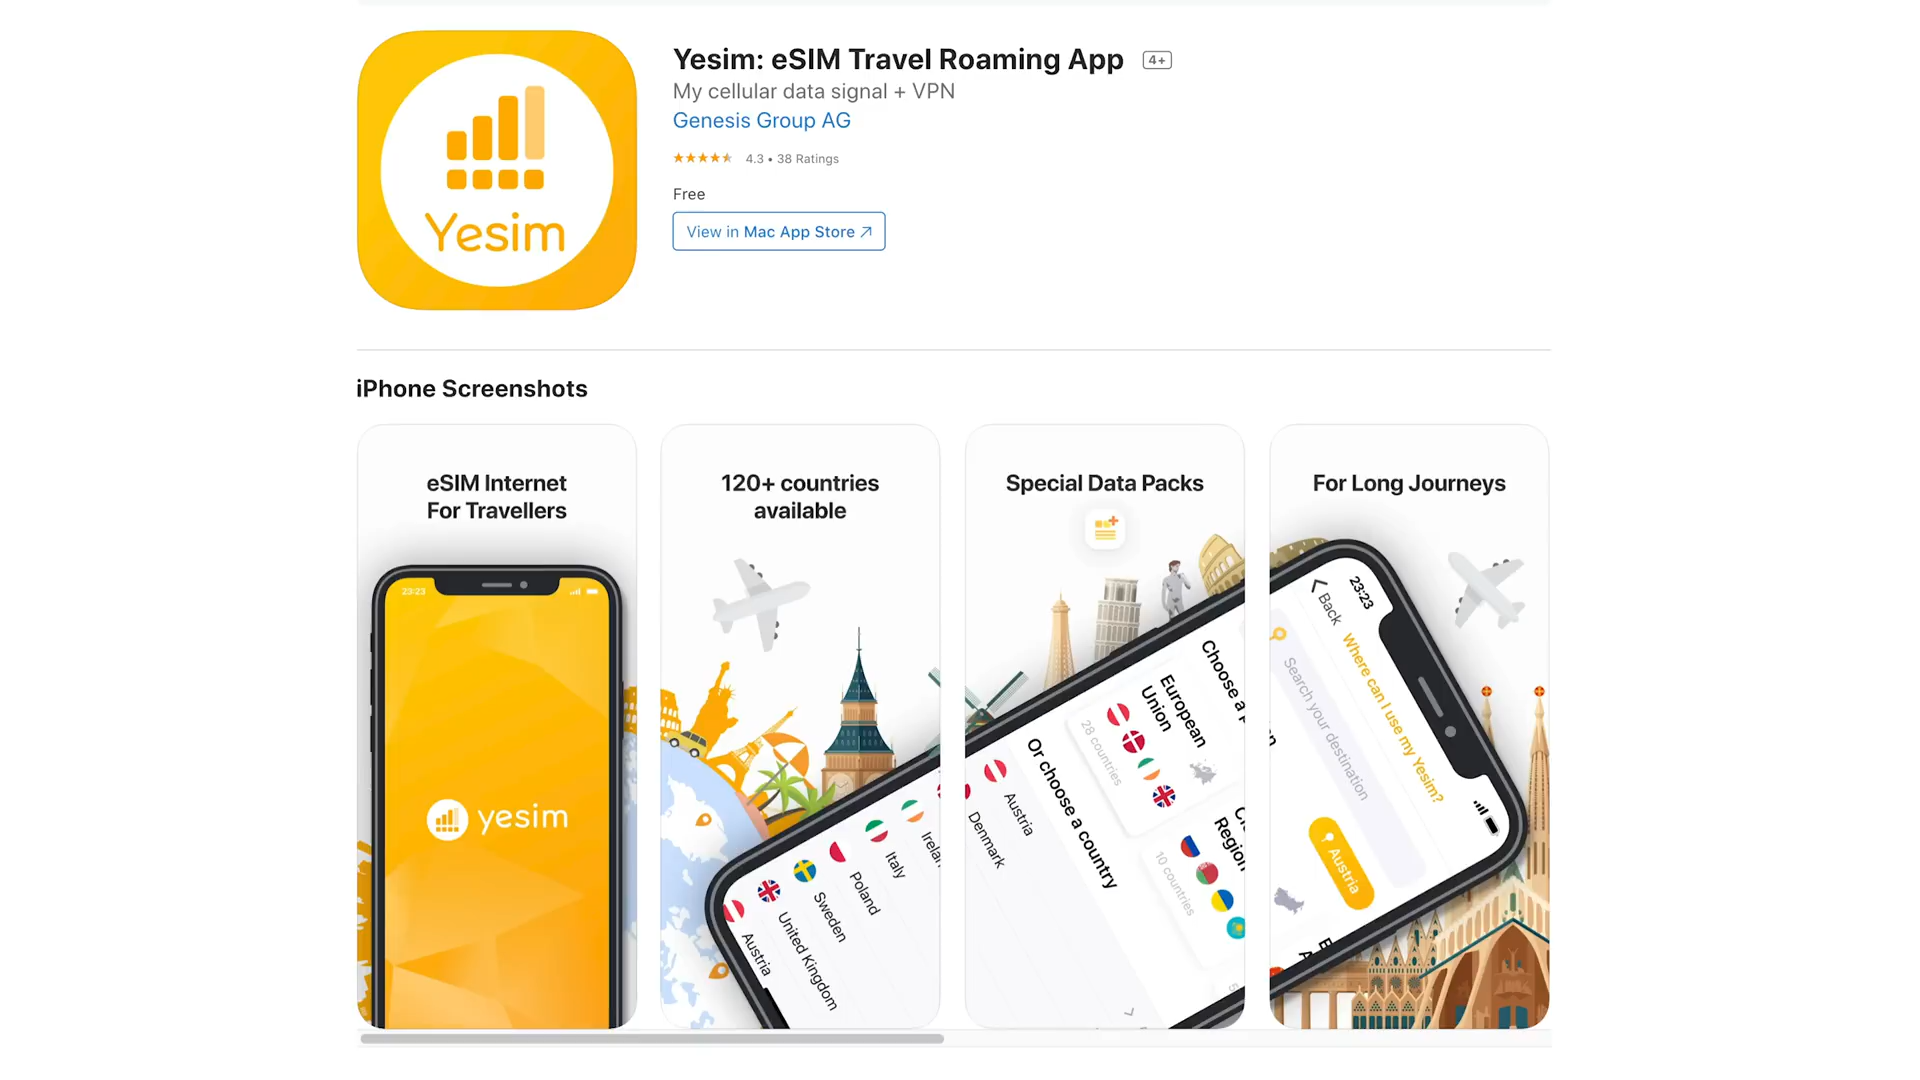 Yesim: eSIM Travel Roaming App 4+
My cellular data signal + VPN
Genesis Group AG
4.3 • 38 Ratings
Free
View in Mac App Store
Yesim
iPhone Screenshots
eSIM Internet
For Travellers
23:23
yesim
120+ countries
available
Austria
United Kingdom
Sweden
Poland
Italy
Special Data Packs
European
Union
28 countries
10 countries
Or choose a country
Austria
Denmark
For Long Journeys
23:23
Back
Where can I use my Yesim?
Search your destination
Austria